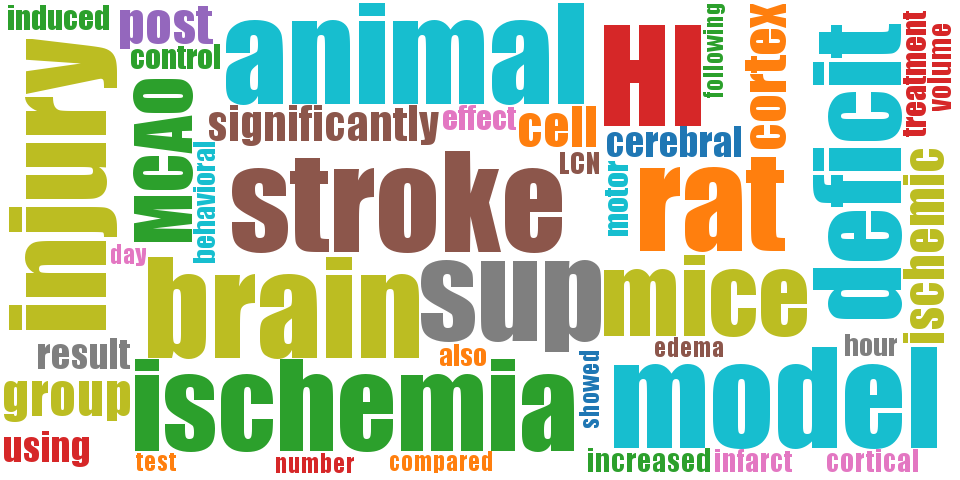 induced
post
control
animal
HI
following
cortex
deficit
treatment
volume
injury
MCAO
significantly
effect
cell
cerebral
LCN
behavioral
stroke
motor
rat
ischemic
day
brain
sup
mice
result
also
edema
hour
group
ischemia
showed
model
using
test
number
compared
increased
infarct
cortical